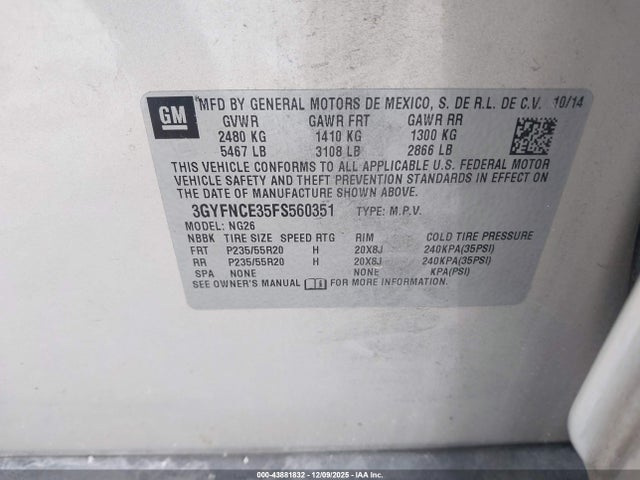 GM
MFD BY GENERAL MOTORS DE MEXICO, S. DE R.L. DE C.V. 10/14
GVWR GAWR FRT GAWR RR
2480 KG 1410 KG 1300 KG
5467 LB 3108 LB 2866 LB
THIS VEHICLE CONFORMS TO ALL APPLICABLE U.S. FEDERAL MOTOR
VEHICLE SAFETY AND THEFT PREVENTION STANDARDS IN EFFECT ON THE DATE
OF MANUFACTURE SHOWN ABOVE.
3GYFNCE35FS560351 TYPE: M.P.V.
MODEL: NG26
NBBK TIRE SIZE SPEED RTG RIM COLD TIRE PRESSURE
FRT P235/55R20 H 20X8J 240KPA(35PSI)
RR P235/55R20 H 20X8J 240KPA(35PSI)
SPA NONE NONE KPA(PSI)
SEE OWNER'S MANUAL FOR MORE INFORMATION.
000-43881832 12/09/2025 - IAA Inc.